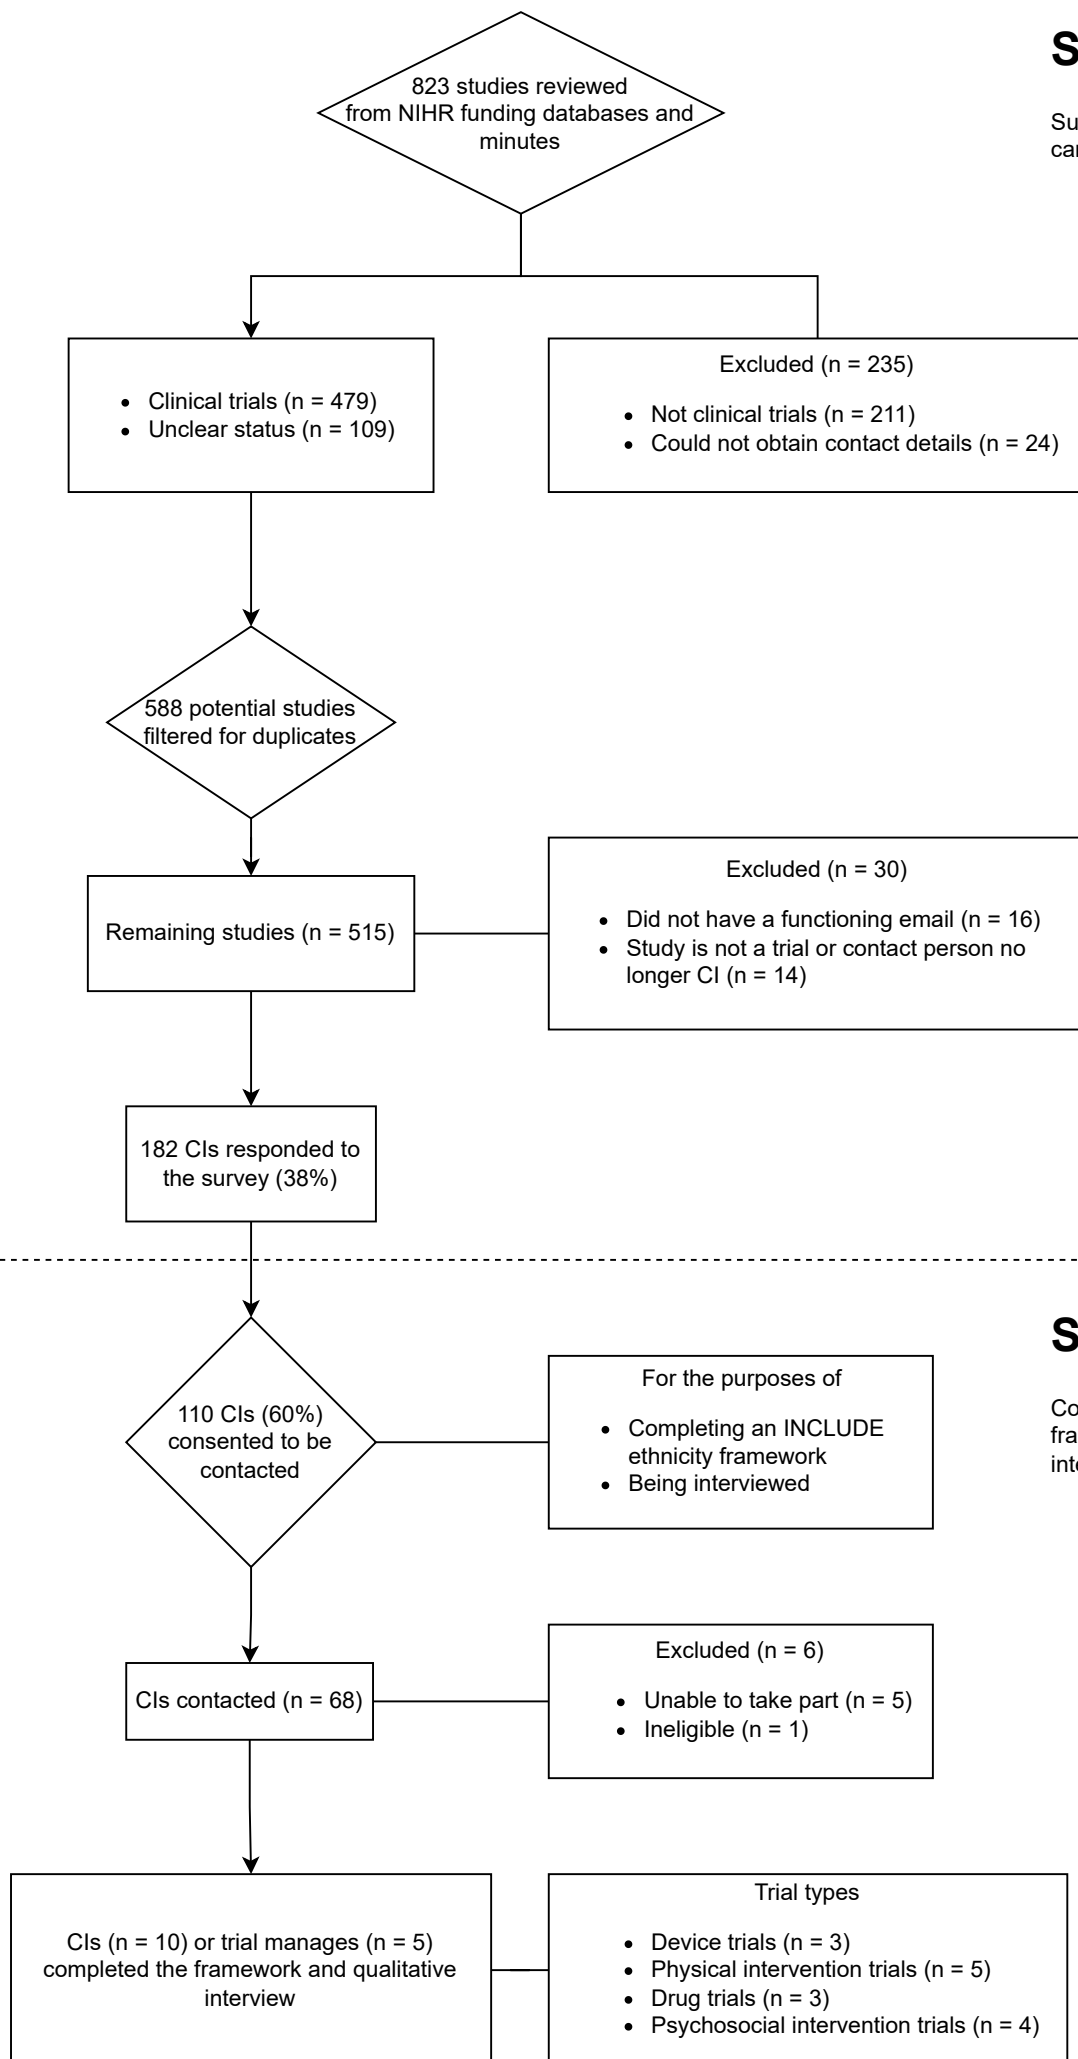 823 studies reviewed
from NIHR funding databases and
minutes
S
Su
car
• Clinical trials (n = 479)
• Unclear status (n = 109)
Excluded (n = 235)
• Not clinical trials (n = 211)
• Could not obtain contact details (n = 24)
588 potential studies
filtered for duplicates
Remaining studies (n = 515)
Excluded (n = 30)
• Did not have a functioning email (n = 16)
• Study is not a trial or contact person no
longer CI (n = 14)
182 CIs responded to
the survey (38%)
110 CIs (60%)
consented to be
contacted
For the purposes of
• Completing an INCLUDE
ethnicity framework
• Being interviewed
S
Co
fra
inte
CIs contacted (n = 68)
Excluded (n = 6)
• Unable to take part (n = 5)
• Ineligible (n = 1)
CIs (n = 10) or trial manages (n = 5)
completed the framework and qualitative
interview
Trial types
• Device trials (n = 3)
• Physical intervention trials (n = 5)
• Drug trials (n = 3)
• Psychosocial intervention trials (n = 4)